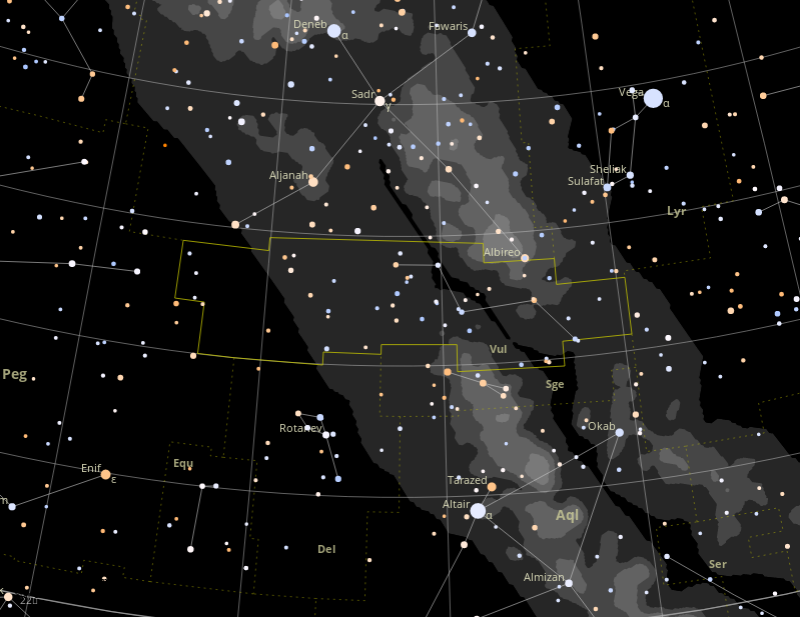 Deneb
α
Fawaris
Vega
α
Sadr
γ
Sheliak
Sulafat
Aljanah
Lyr
Albireo
Vul
Peg
Sge
Rotanev
Okab
Equ
Enif
ε
Tarazed
Altair
α
Aql
m
Del
Ser
Almizan
22